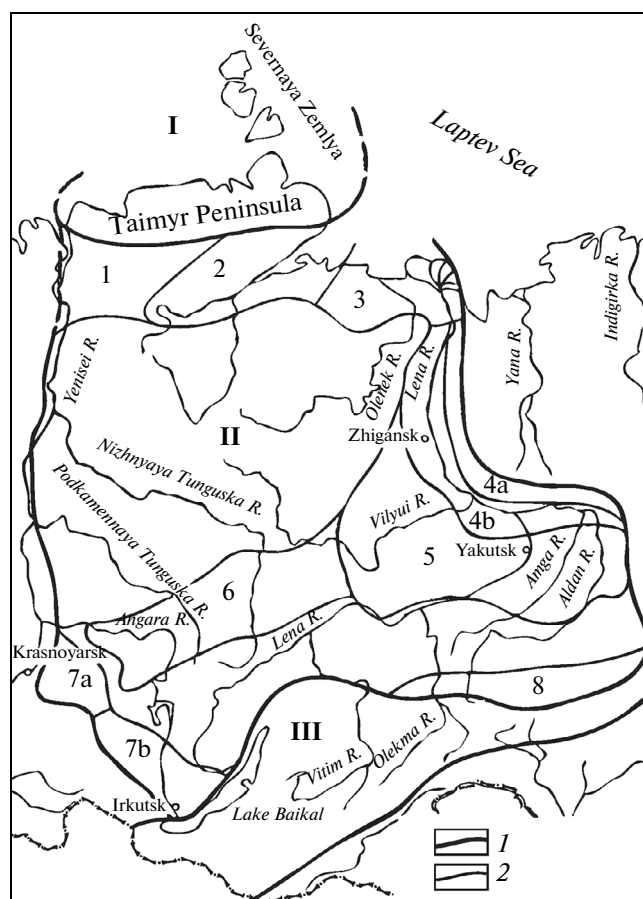 Severnaya Zemlya
I
Laptev Sea
Taimyr Peninsula
1
2
3
Indigirka R.
Yana R.
Yenisei R.
Olenek R.
Lena R.
II
Zhigansk
Nizhnyaya Tunguska R.
Podkamennaya Tunguska R.
Vilyui R.
4a
4b
5
Yakutsk
Amga R.
Aldan R.
6
Angara R.
Lena R.
Krasnoyarsk
7a
8
7b
III
Vitim R.
Olekma R.
Irkutsk
Lake Baikal
1
2